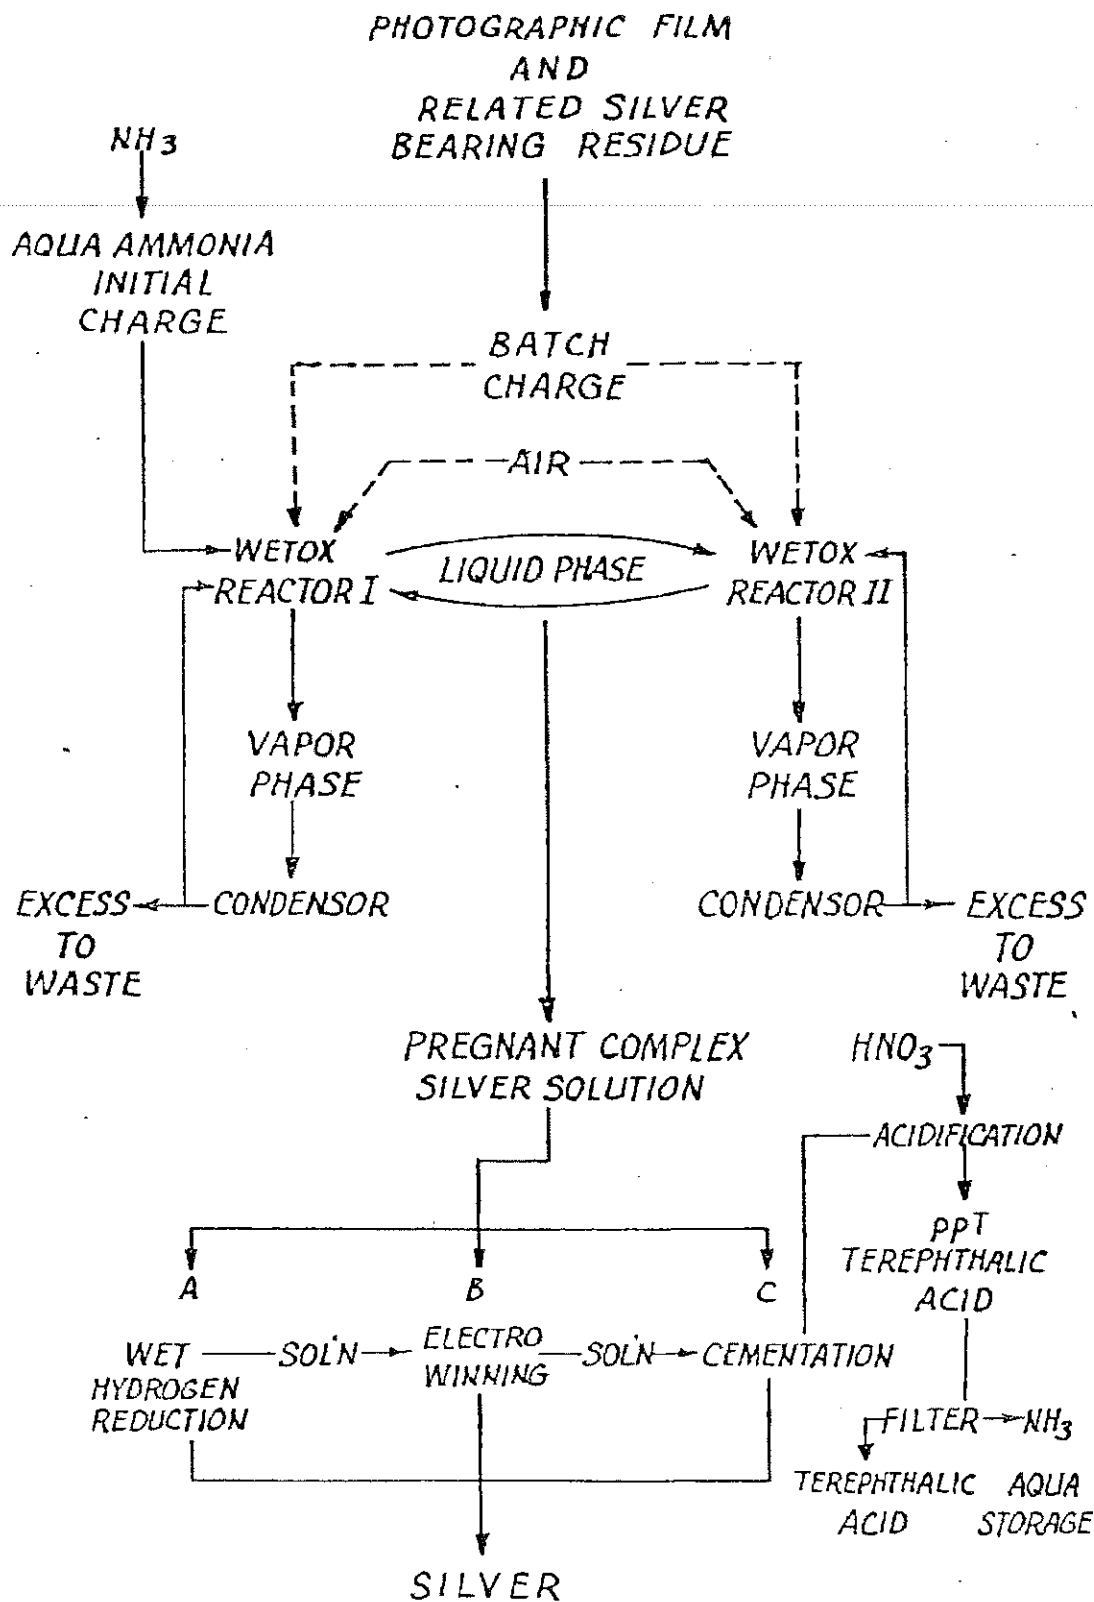 PHOTOGRAPHIC FILM
AND
RELATED SILVER
BEARING RESIDUE
NH3
AQUA AMMONIA
INITIAL
CHARGE
BATCH
CHARGE
AIR
WETOX
REACTOR I
LIQUID PHASE
WETOX
REACTOR II
VAPOR
PHASE
VAPOR
PHASE
EXCESS
TO
WASTE
CONDENSOR
CONDENSOR
EXCESS
TO
WASTE
PREGNANT COMPLEX
SILVER SOLUTION
HNO3
ACIDIFICATION
PPT
TEREPHTHALIC
ACID
A
B
C
WET
HYDROGEN
REDUCTION
SOL'N
ELECTRO
WINNING
SOL'N
CEMENTATION
FILTER
NH3
TEREPHTHALIC
ACID
AQUA
STORAGE
SILVER